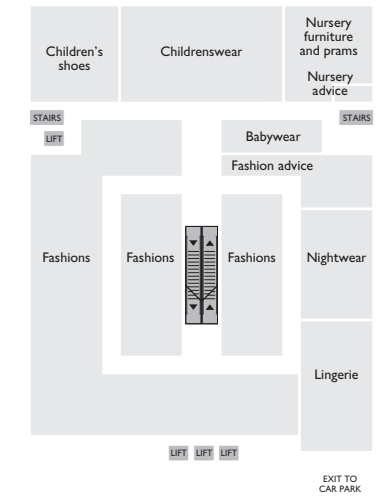 Children's
shoes
Childrenswear
Nursery
furniture
and prams
Nursery
advice
STAIRS
STAIRS
LIFT
Babywear
Fashion advice
Fashions
Fashions
Fashions
Nightwear
Lingerie
LIFT
LIFT
LIFT
EXIT TO
CAR PARK